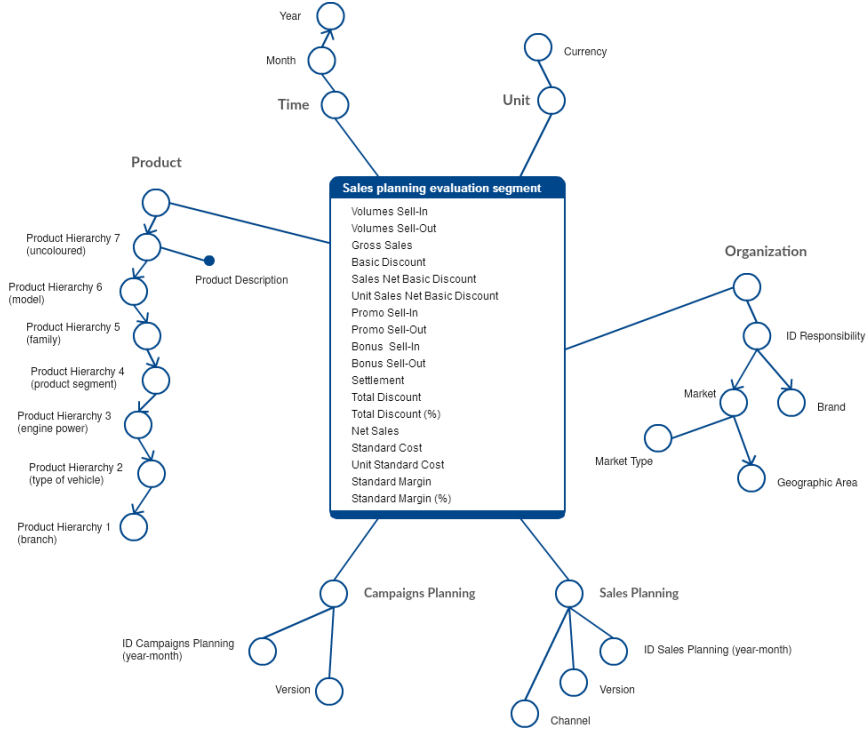 Year
Month
Time
Currency
Unit
Product
Product Hierarchy 7
(uncoloured)
Product Description
Product Hierarchy 6
(model)
Product Hierarchy 5
(family)
Product Hierarchy 4
(product segment)
Product Hierarchy 3
(engine power)
Product Hierarchy 2
(type of vehicle)
Product Hierarchy 1
(branch)
Sales planning evaluation segment
Volumes Sell-In
Volumes Sell-Out
Gross Sales
Basic Discount
Sales Net Basic Discount
Unit Sales Net Basic Discount
Promo Sell-In
Promo Sell-Out
Bonus  Sell-In
Bonus Sell-Out
Settlement
Total Discount
Total Discount (%)
Net Sales
Standard Cost
Unit Standard Cost
Standard Margin
Standard Margin (%)
Organization
ID Responsibility
Market
Brand
Market Type
Geographic Area
Campaigns Planning
ID Campaigns Planning
(year-month)
Version
Sales Planning
ID Sales Planning (year-month)
Version
Channel